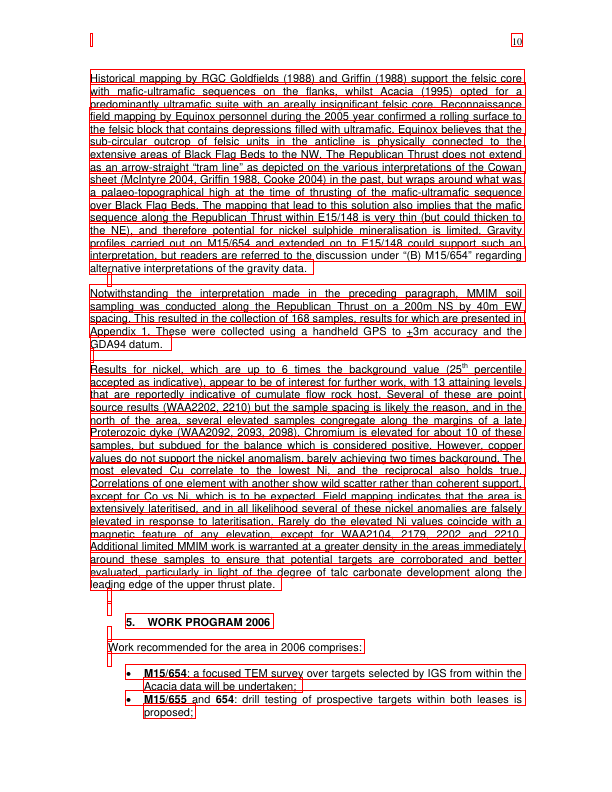 10
Historical mapping by RGC Goldfields (1988) and Griffin (1988) support the felsic core
with mafic-ultramafic sequences on the flanks, whilst Acacia (1995) opted for a
predominantly ultramafic suite with an areally insignificant felsic core. Reconnaissance
field mapping by Equinox personnel during the 2005 year confirmed a rolling surface to
the felsic block that contains depressions filled with ultramafic. Equinox believes that the
sub-circular outcrop of felsic units in the anticline is physically connected to the
extensive areas of Black Flag Beds to the NW. The Republican Thrust does not extend
as an arrow-straight “tram line” as depicted on the various interpretations of the Cowan
sheet (McIntyre 2004, Griffin 1988, Cooke 2004) in the past, but wraps around what was
a palaeo-topographical high at the time of thrusting of the mafic-ultramafic sequence
over Black Flag Beds. The mapping that lead to this solution also implies that the mafic
sequence along the Republican Thrust within E15/148 is very thin (but could thicken to
the NE), and therefore potential for nickel sulphide mineralisation is limited. Gravity
profiles carried out on M15/654 and extended on to E15/148 could support such an
interpretation, but readers are referred to the discussion under “(B) M15/654” regarding
alternative interpretations of the gravity data.
Notwithstanding the interpretation made in the preceding paragraph, MMIM soil
sampling was conducted along the Republican Thrust on a 200m NS by 40m EW
spacing. This resulted in the collection of 168 samples, results for which are presented in
Appendix 1. These were collected using a handheld GPS to ±3m accuracy and the
GDA94 datum.
Results for nickel, which are up to 6 times the background value (25th percentile
accepted as indicative), appear to be of interest for further work, with 13 attaining levels
that are reportedly indicative of cumulate flow rock host. Several of these are point
source results (WAA2202, 2210) but the sample spacing is likely the reason, and in the
north of the area, several elevated samples congregate along the margins of a late
Proterozoic dyke (WAA2092, 2093, 2098). Chromium is elevated for about 10 of these
samples, but subdued for the balance which is considered positive. However, copper
values do not support the nickel anomalism, barely achieving two times background. The
most elevated Cu correlate to the lowest Ni, and the reciprocal also holds true.
Correlations of one element with another show wild scatter rather than coherent support,
except for Co vs Ni, which is to be expected. Field mapping indicates that the area is
extensively lateritised, and in all likelihood several of these nickel anomalies are falsely
elevated in response to lateritisation. Rarely do the elevated Ni values coincide with a
magnetic feature of any elevation, except for WAA2104, 2179, 2202 and 2210.
Additional limited MMIM work is warranted at a greater density in the areas immediately
around these samples to ensure that potential targets are corroborated and better
evaluated, particularly in light of the degree of talc carbonate development along the
leading edge of the upper thrust plate.
5. WORK PROGRAM 2006
Work recommended for the area in 2006 comprises:
• M15/654: a focused TEM survey over targets selected by IGS from within the
Acacia data will be undertaken;
• M15/655 and 654: drill testing of prospective targets within both leases is
proposed;